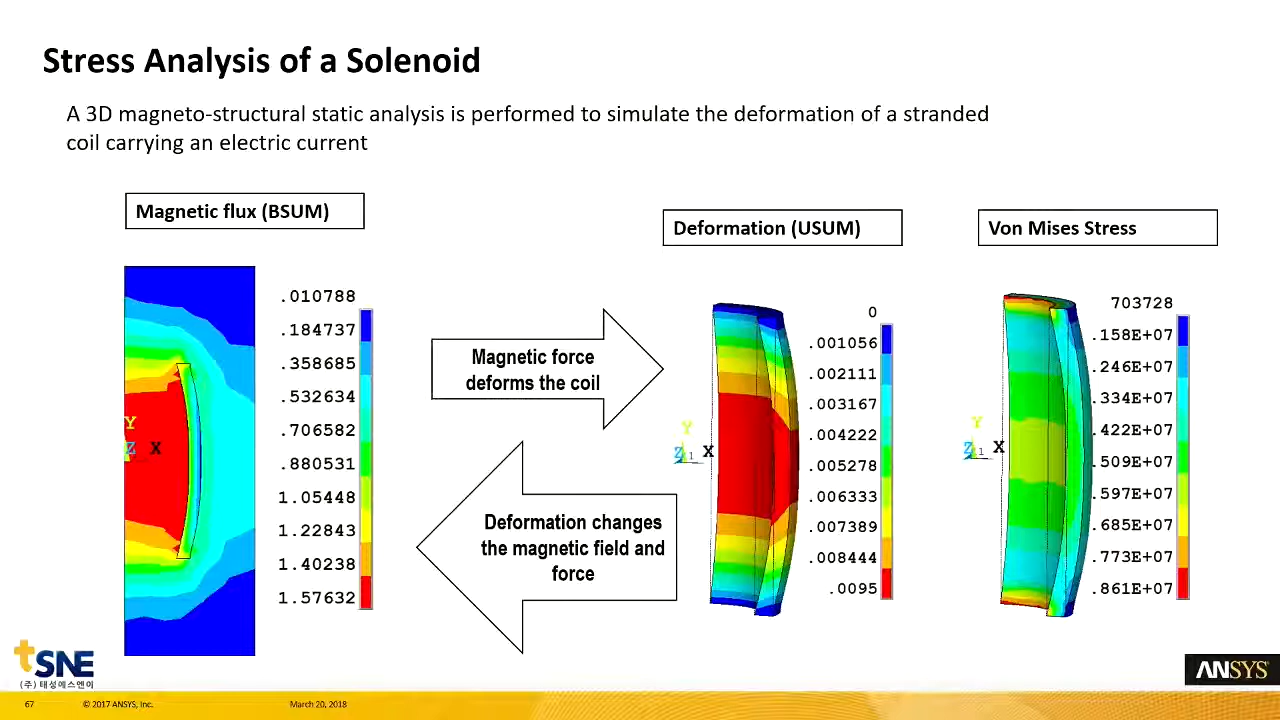 Stress Analysis of a Solenoid
A 3D magneto-structural static analysis is performed to simulate the deformation of a stranded
coil carrying an electric current
Magnetic flux (BSUM)
.010788
.184737
.358685
.532634
.706582
.880531
1.05448
1.22843
1.40238
1.57632
Y
Z X
Magnetic force
deforms the coil
Deformation changes
the magnetic field and
force
Deformation (USUM)
0
.001056
.002111
.003167
.004222
.005278
.006333
.007389
.008444
.0095
Y
Z 1 X
Von Mises Stress
703728
.158E+07
.246E+07
.334E+07
.422E+07
.509E+07
.597E+07
.685E+07
.773E+07
.861E+07
Y
Z 1 X
tSNE
(주) 태성에스엔이
ANSYS
67
© 2017 ANSYS, Inc.
March 20, 2018